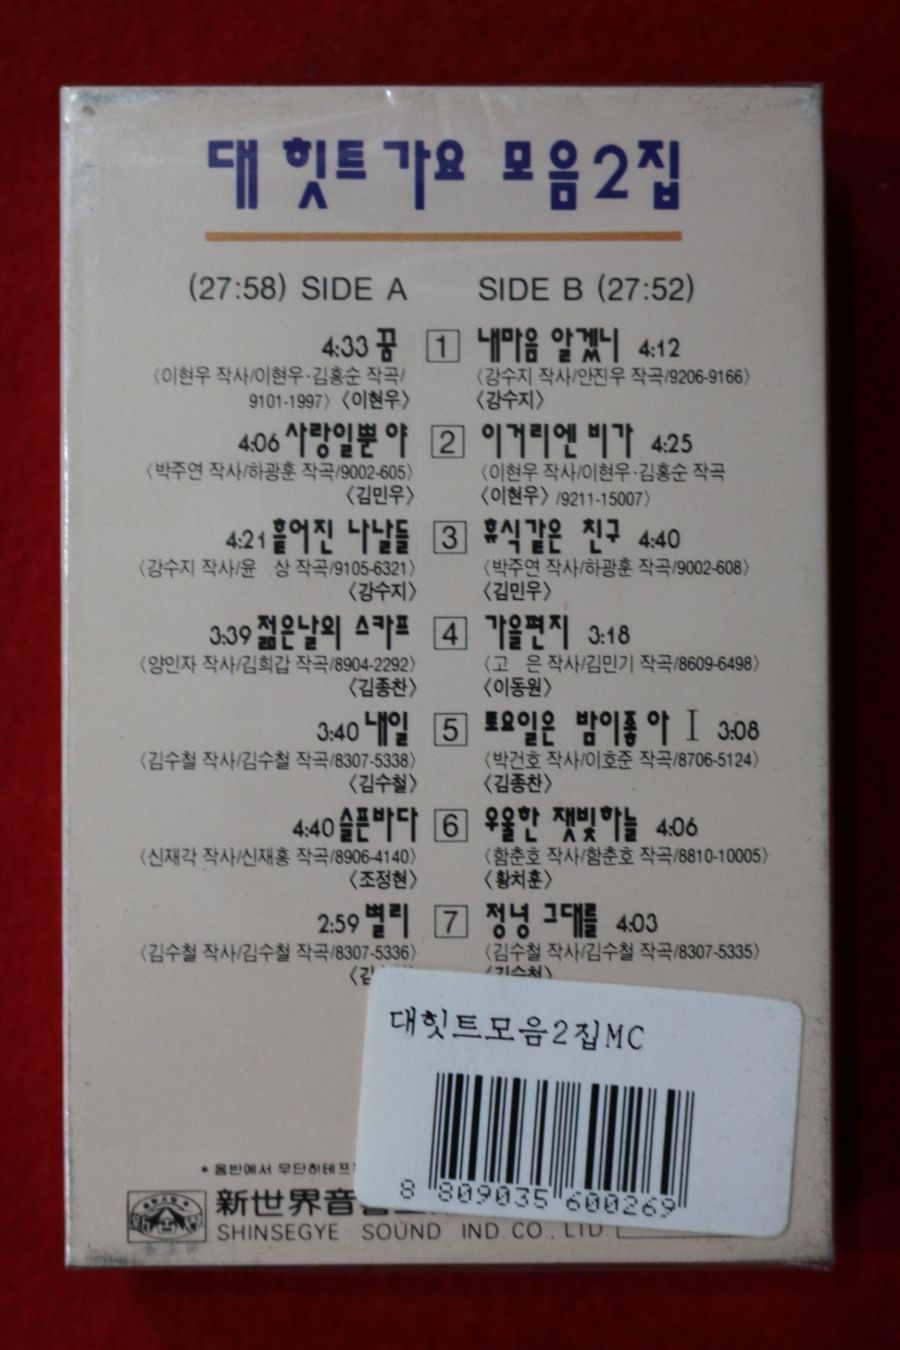 대 힛트 가요 모음 2집
(27:58) SIDE A
4:33 꿈 1
〈이현우 작사/이현우·김홍순 작곡/
9101-1997〉 〈이현우〉
4:06 사랑일뿐 야 2
〈박주연 작사/하광훈 작곡/9002-605〉
〈김민우〉
4:21 흩어진 나날들 3
〈강수지 작사/윤 상 작곡/9105-6321〉
〈강수지〉
3:39 젊은날의 스카프 4
〈양인자 작사/김희갑 작곡/8904-2292〉
〈김종찬〉
3:40 내일 5
〈김수철 작사/김수철 작곡/8307-5338〉
〈김수철〉
4:40 슬픈바다 6
〈신재각 작사/신재홍 작곡/8906-4140〉
〈조정현〉
2:59 별리 7
〈김수철 작사/김수철 작곡/8307-5336〉
SIDE B (27:52)
내마음 알겠니 4:12
〈강수지 작사/안진우 작곡/9206-9166〉
〈강수지〉
이거리엔 비가 4:25
〈이현우 작사/이현우·김홍순 작곡
〈이현우〉 /9211-15007〉
휴식같은 친구 4:40
〈박주연 작사/하광훈 작곡/9002-608〉
〈김민우〉
가을편지 3:18
〈고 은 작사/김민기 작곡/8609-6498〉
〈이동원〉
토요일은 밤이좋아 I 3:08
〈박건호 작사/이호준 작곡/8706-5124〉
〈김종찬〉
우울한 잿빛하늘 4:06
〈함춘호 작사/함춘호 작곡/8810-10005〉
〈황치훈〉
정녕 그대를 4:03
〈김수철 작사/김수철 작곡/8307-5335〉
〈김수철〉
대힛트모음2집MC
8 809035 600269
* 음반에서 무단히테프
新世界音
SHINSEGYE SOUND IND. CO., LTD.